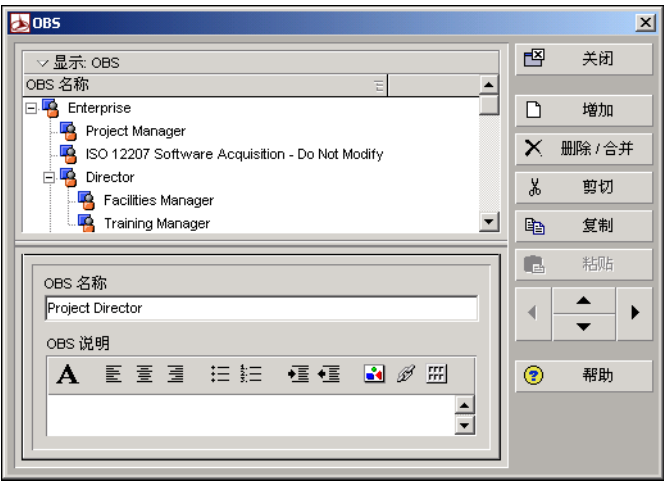 OBS
显示: OBS
OBS 名称
Enterprise
Project Manager
ISO 12207 Software Acquisition - Do Not Modify
Director
Facilities Manager
Training Manager
OBS 名称
Project Director
OBS 说明
A
关闭
增加
删除 / 合并
剪切
复制
粘贴
帮助